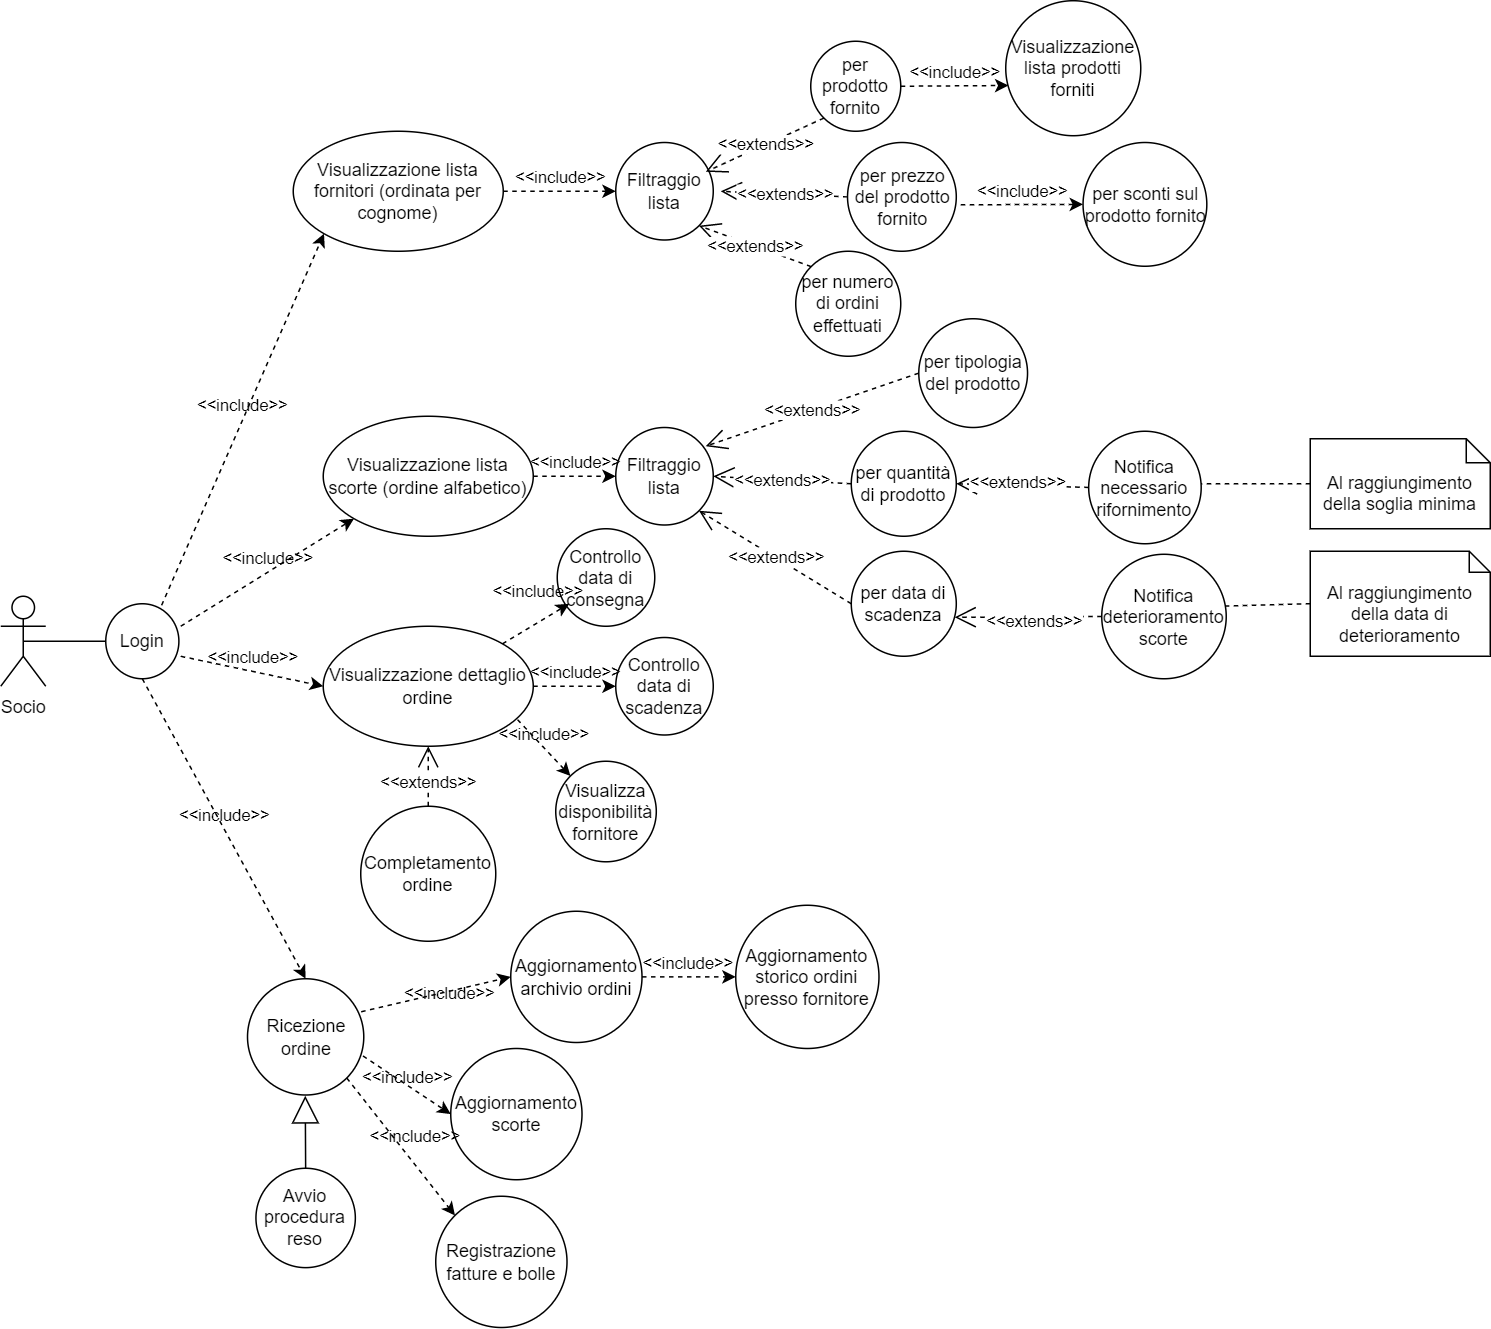 per
prodotto
fornito
<<include>>
Visualizzazione
lista prodotti
forniti
<<extends>>
Visualizzazione lista
fornitori (ordinata per
cognome)
<<include>>
Filtraggio
lista
<<extends>>
per prezzo
del prodotto
fornito
<<include>>
per sconti sul
prodotto fornito
<<extends>>
per numero
di ordini
effettuati
<<include>>
per tipologia
del prodotto
<<extends>>
Visualizzazione lista
scorte (ordine alfabetico)
<<include>>
Filtraggio
lista
<<extends>>
per quantità
di prodotto
<<extends>>
Notifica
necessario
rifornimento
Al raggiungimento
della soglia minima
<<include>>
<<extends>>
per data di
scadenza
<<extends>>
Notifica
deterioramento
scorte
Al raggiungimento
della data di
deterioramento
Controllo
data di
consegna
<<include>>
Socio
Login
<<include>>
Visualizzazione dettaglio
ordine
<<include>>
Controllo
data di
scadenza
<<include>>
Visualizza
disponibilità
fornitore
<<extends>>
Completamento
ordine
<<include>>
Ricezione
ordine
<<include>>
Aggiornamento
archivio ordini
<<include>>
Aggiornamento
storico ordini
presso fornitore
<<include>>
Aggiornamento
scorte
<<include>>
Avvio
procedura
reso
Registrazione
fatture e bolle